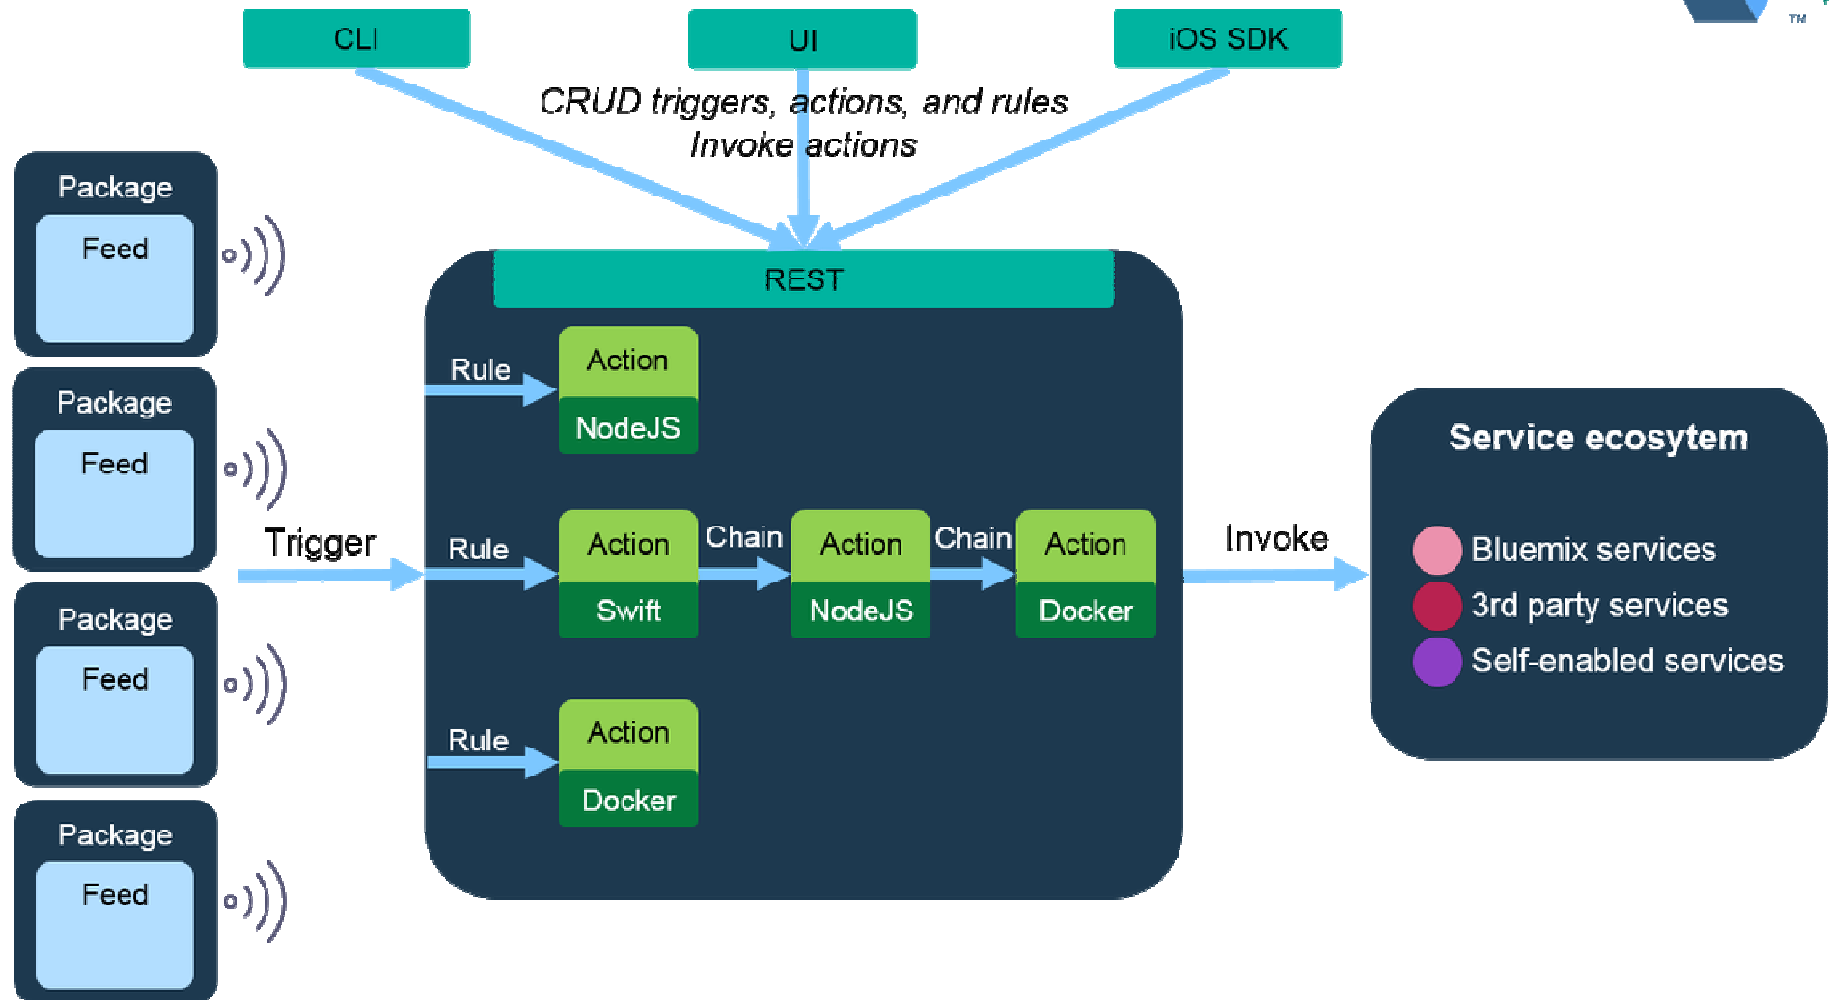 CLI
UI
iOS SDK
TM
CRUD triggers, actions, and rules
Invoke actions
REST
Package
Feed
Package
Feed
Package
Feed
Package
Feed
Trigger
Rule
Action
NodeJS
Rule
Action
Swift
Chain
Action
NodeJS
Chain
Action
Docker
Rule
Action
Docker
Invoke
Service ecosytem
Bluemix services
3rd party services
Self-enabled services